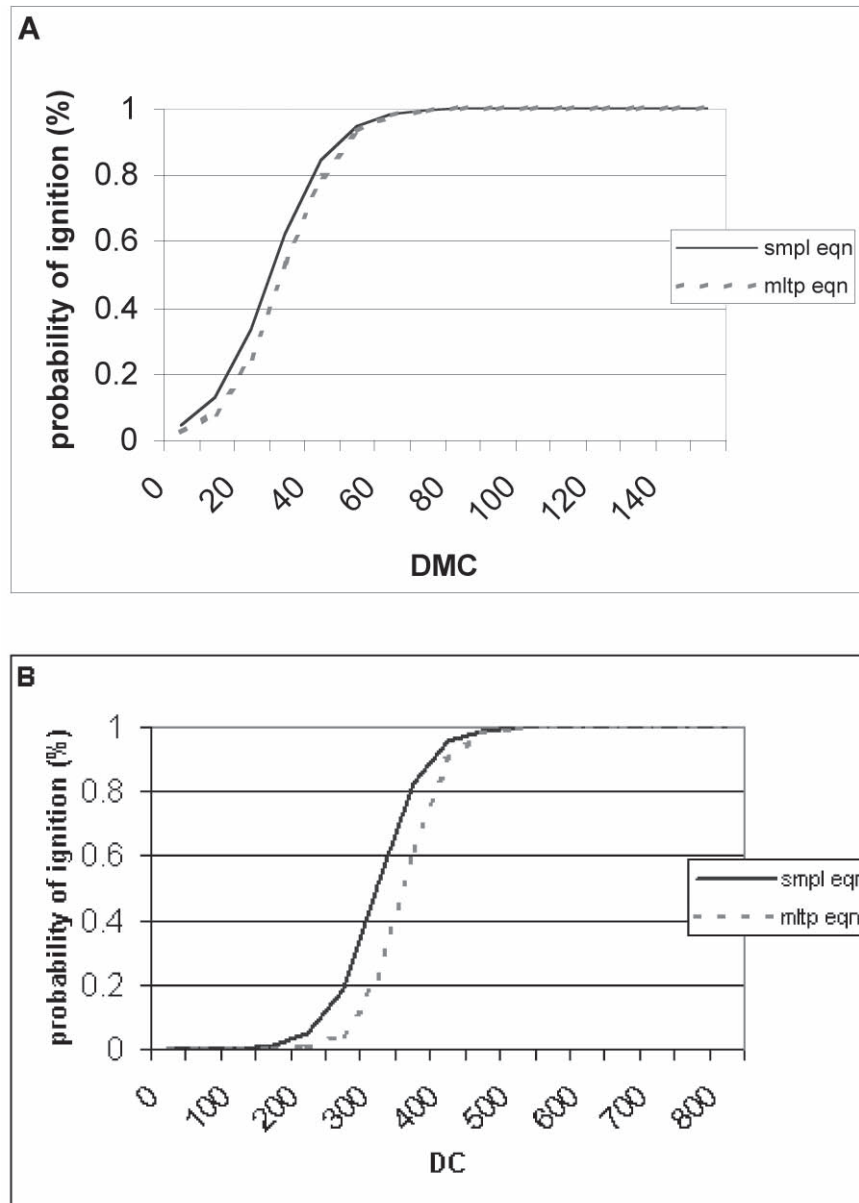 A
probability of ignition (%)
1
0.8
0.6
0.4
0.2
0
0 20 40 60 80 100 120 140
DMC
smpl eqn
mltp eqn
B
probability of ignition (%)
1
0.8
0.6
0.4
0.2
0
0 100 200 300 400 500 600 700 800
DC
smpl eqn
mltp eqn